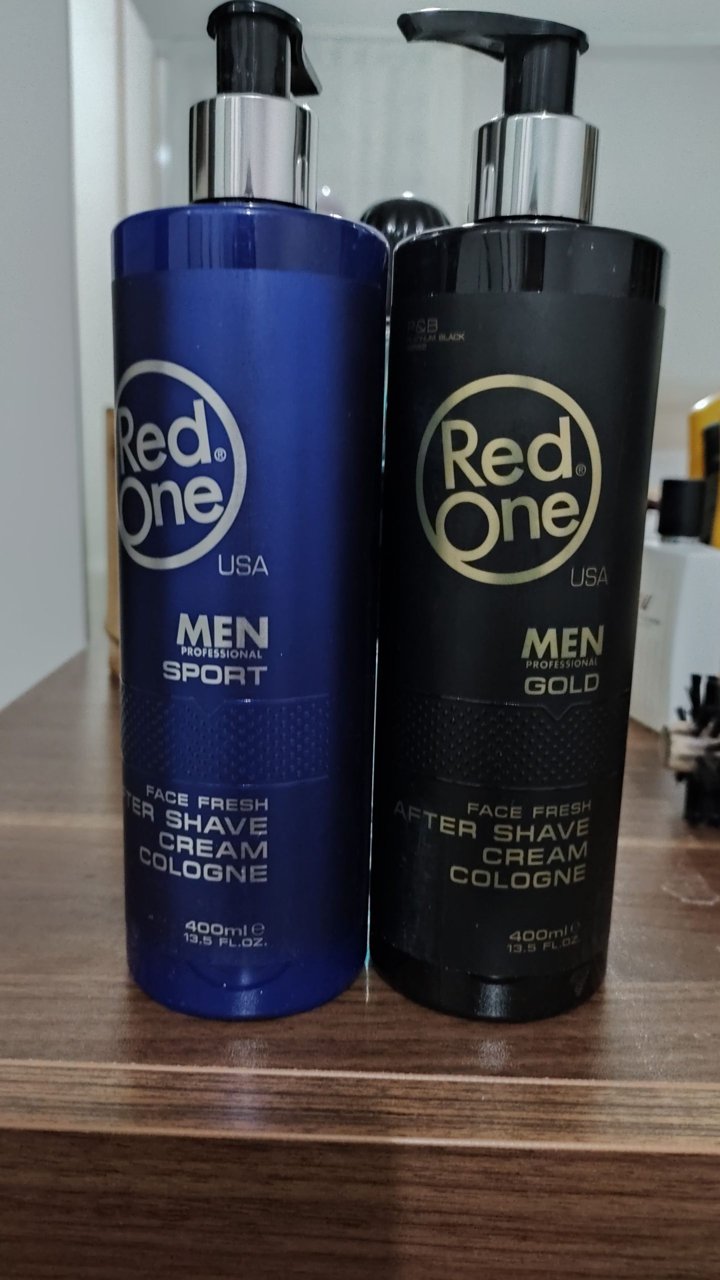 Red®
One
USA
MEN
PROFESSIONAL
SPORT
FACE FRESH
TER SHAVE
CREAM
COLOGNE
400ml e
13,5 FL.OZ.
BLACK
Red®
One
USA
MEN
PROFESSIONAL
GOLD
FACE FRESH
AFTER SHAVE
CREAM
COLOGNE
400ml e
13,5 FL.OZ.